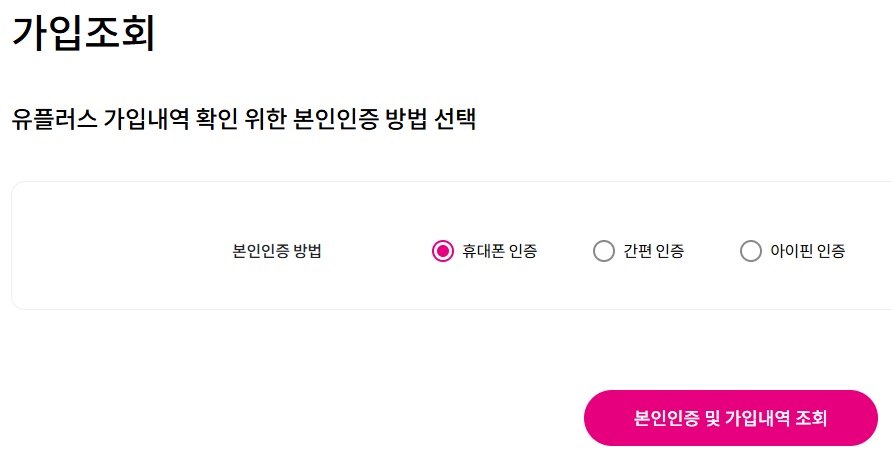 가입조회
유플러스 가입내역 확인 위한 본인인증 방법 선택
본인인증 방법 휴대폰 인증 간편 인증 아이핀 인증
본인인증 및 가입내역 조회